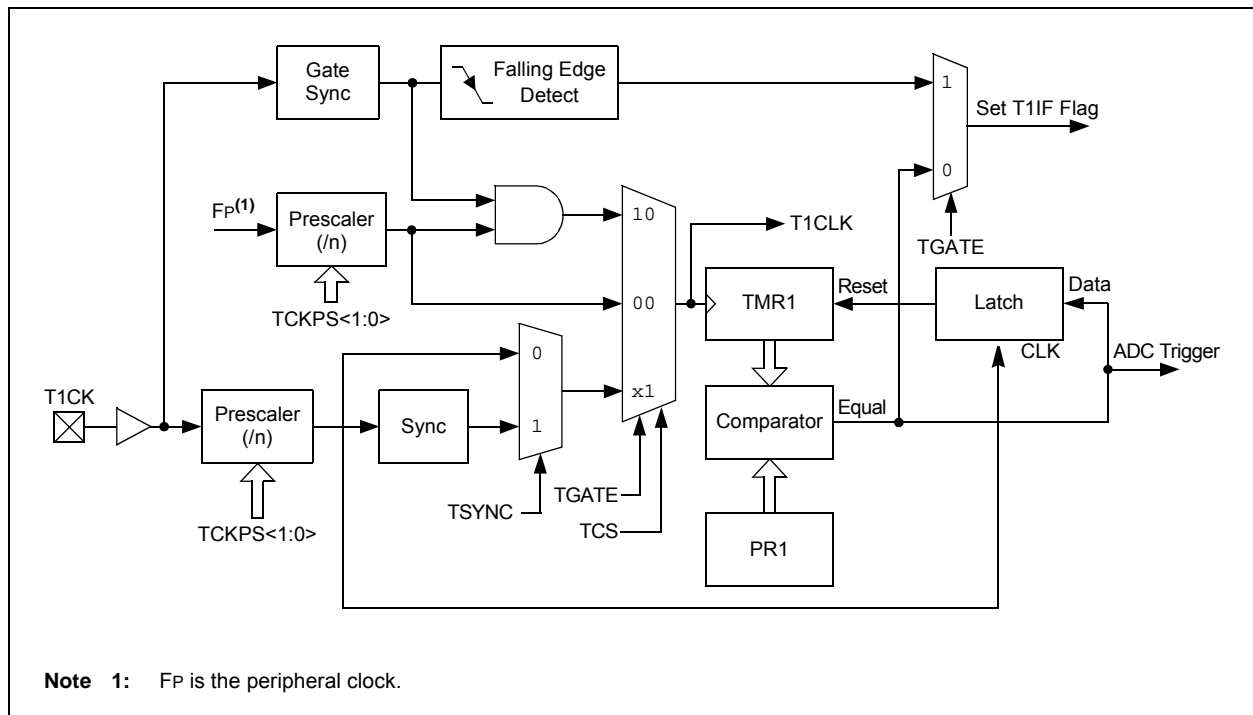 Gate
Sync
Falling Edge
Detect
1
Set T1IF Flag
0
TGATE
FP(1)
Prescaler
(/n)
TCKPS<1:0>
10
00
x1
T1CLK
TMR1
Reset
Latch
Data
CLK
ADC Trigger
T1CK
Prescaler
(/n)
TCKPS<1:0>
Sync
0
1
TSYNC
TGATE
TCS
Comparator
Equal
PR1
Note 1: FP is the peripheral clock.